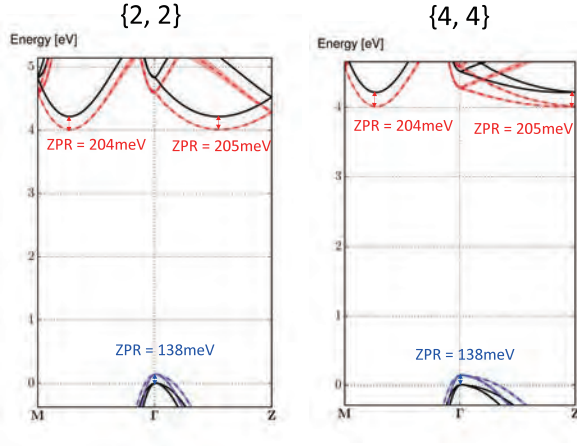 {2, 2}
{4, 4}
Energy [eV]
Energy [eV]
5
4
ZPR = 204meV
ZPR = 205meV
3
2
1
ZPR = 138meV
0
M
Γ
Z
4
ZPR = 204meV
ZPR = 205meV
3
2
1
ZPR = 138meV
0
M
Γ
Z